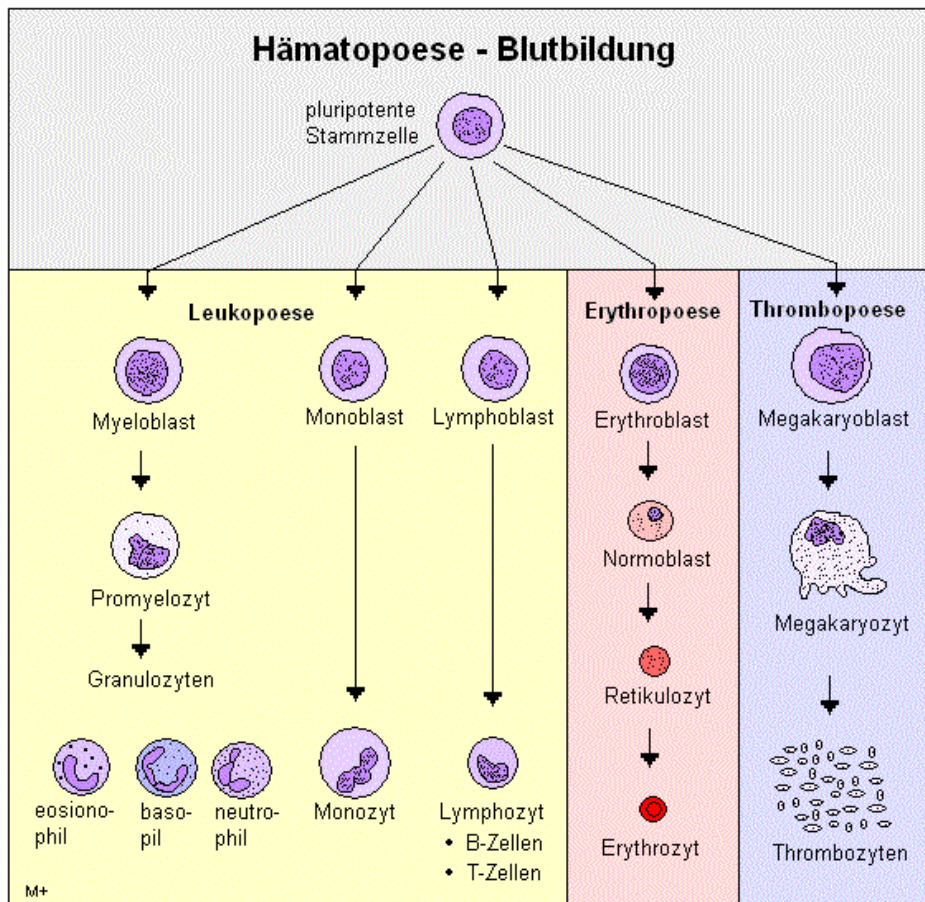 Hämatopoese - Blutbildung
pluripotente
Stammzelle
Leukopoese
Erythropoese
Thrombopoese
Myeloblast
Monoblast
Lymphoblast
Erythroblast
Megakaryoblast
Normoblast
Promyelozyt
Megakaryozyt
Granulozyten
Retikulozyt
eosiono-
phil
baso-
pil
neutro-
phil
Monozyt
Lymphozyt
• B-Zellen
• T-Zellen
Erythrozyt
Thrombozyten
M+